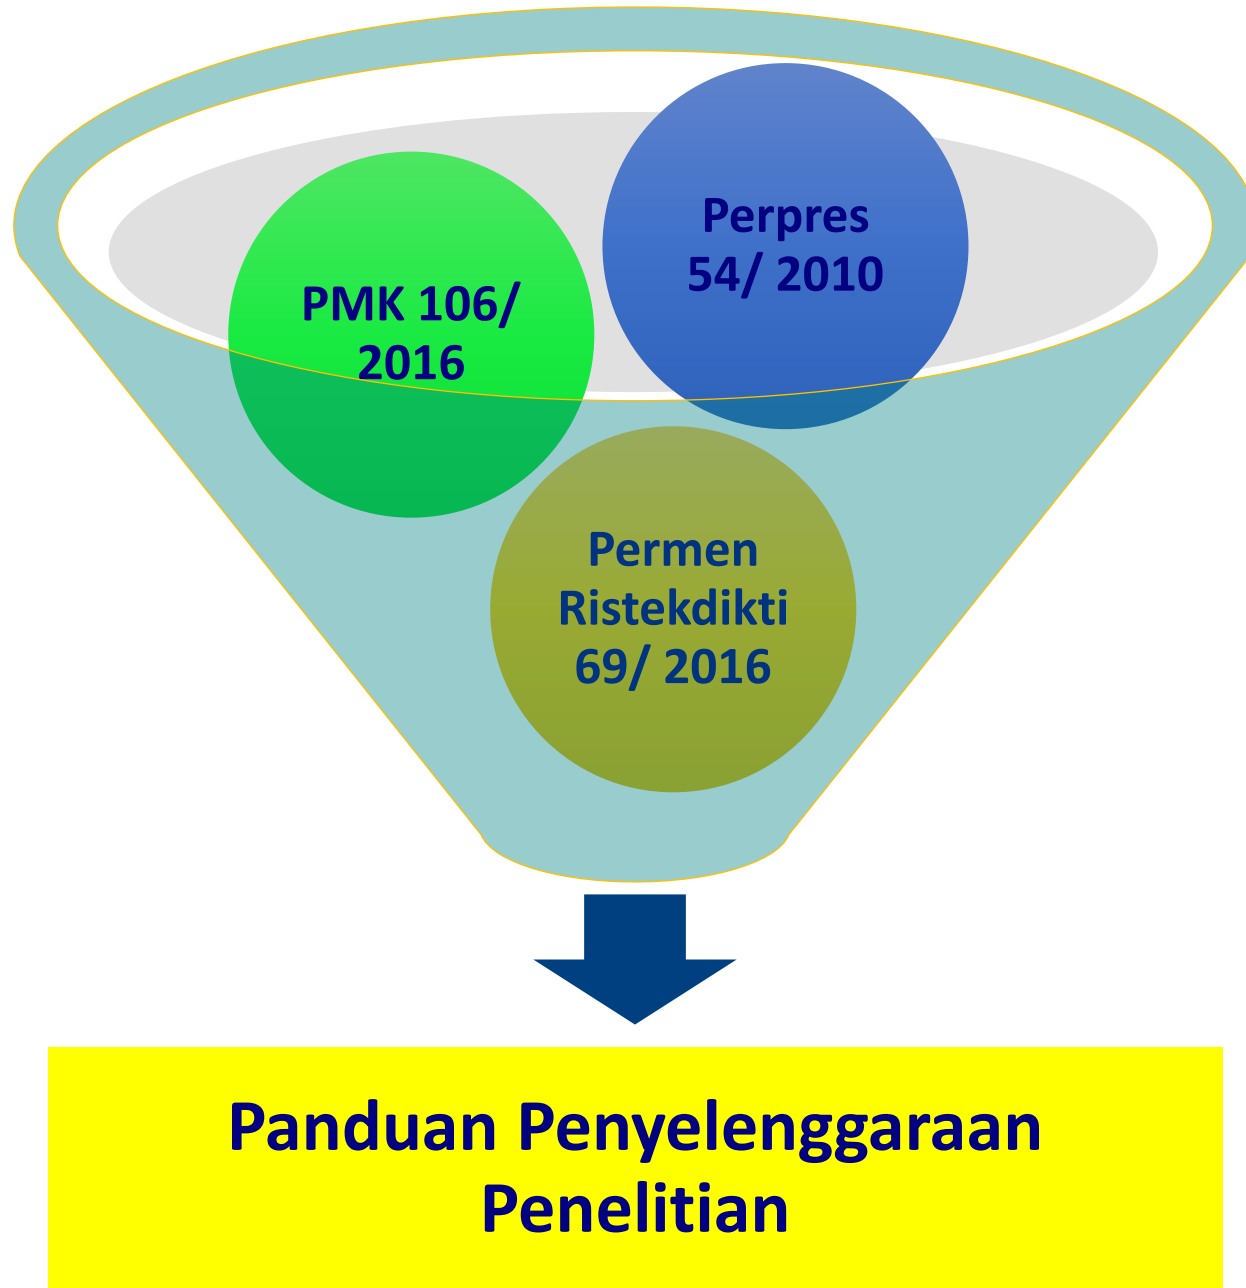 Perpres
54/ 2010
PMK 106/
2016
Permen
Ristekdikti
69/ 2016
Panduan Penyelenggaraan
Penelitian